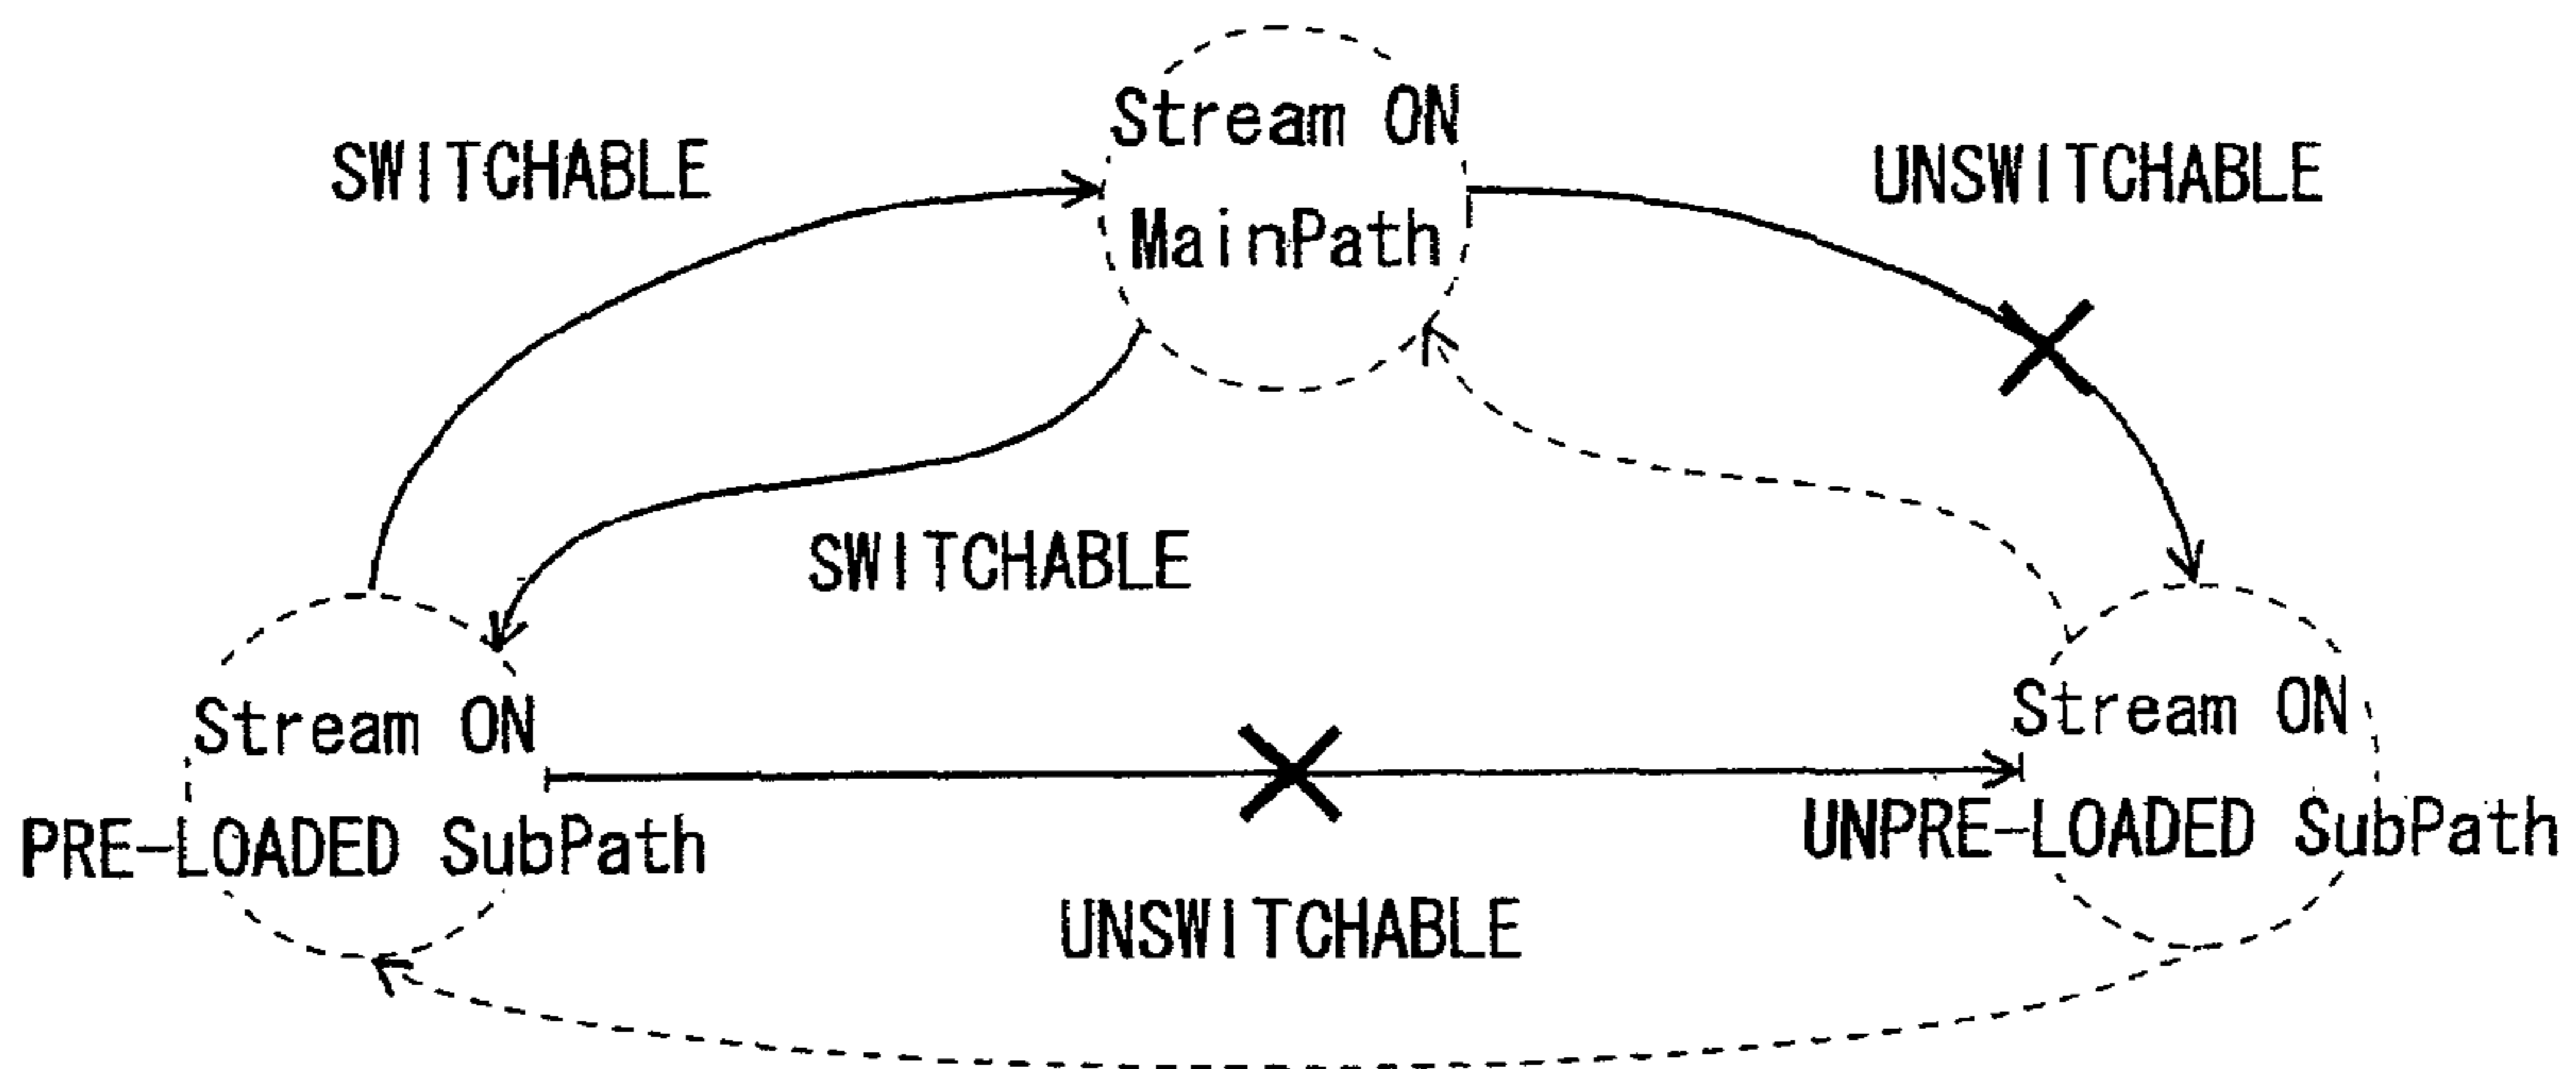 Stream ON
MainPath
SWITCHABLE
UNSWITCHABLE
SWITCHABLE
Stream ON
PRE-LOADED SubPath
Stream ON
UNPRE-LOADED SubPath
UNSWITCHABLE